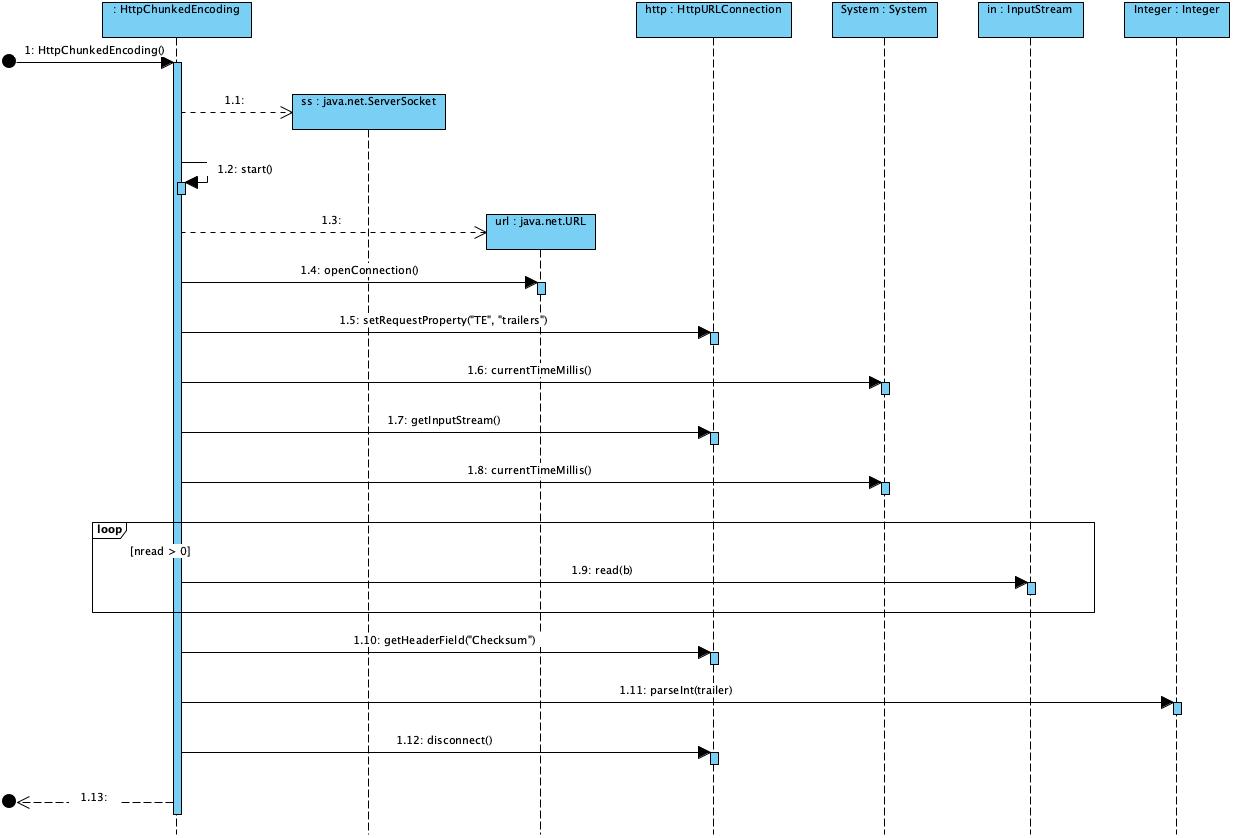 : HttpChunkedEncoding
http : HttpURLConnection
System : System
in : InputStream
Integer : Integer
1: HttpChunkedEncoding()
1.1:
ss : java.net.ServerSocket
1.2: start()
1.3:
url : java.net.URL
1.4: openConnection()
1.5: setRequestProperty("TE", "trailers")
1.6: currentTimeMillis()
1.7: getInputStream()
1.8: currentTimeMillis()
loop
[nread > 0]
1.9: read(b)
1.10: getHeaderField("Checksum")
1.11: parseInt(trailer)
1.12: disconnect()
1.13: